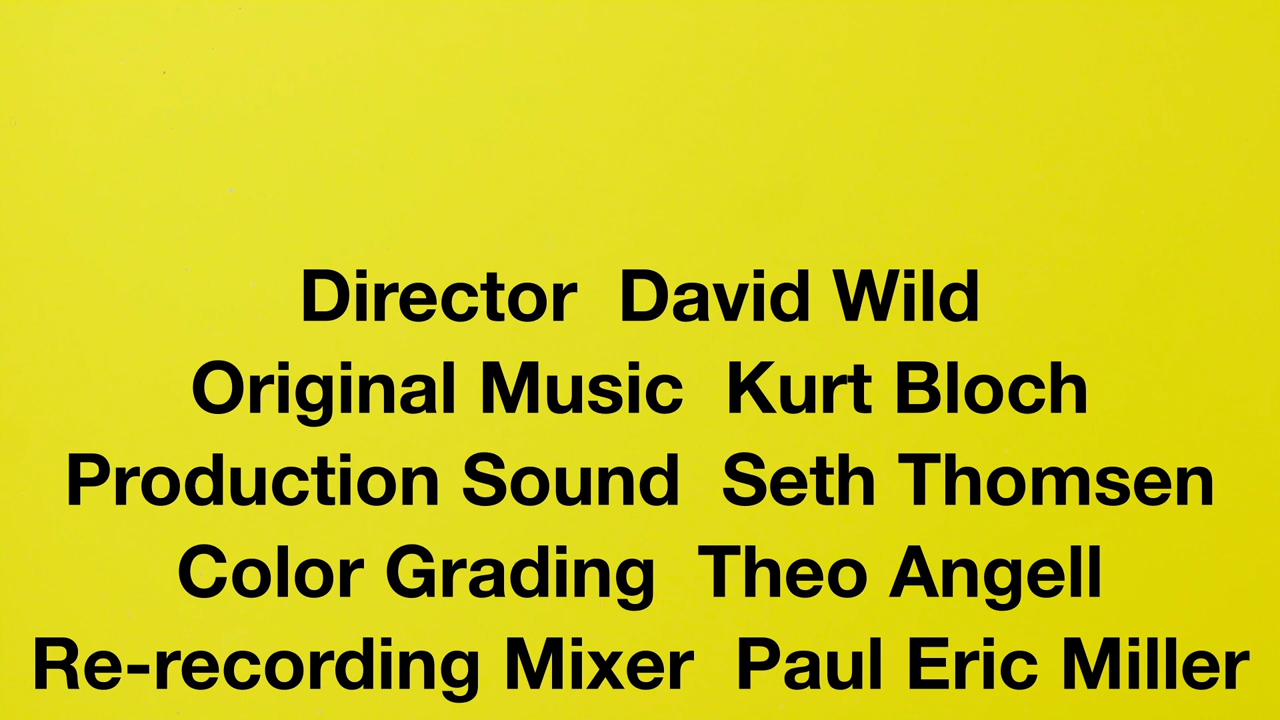 Director  David Wild
Original Music  Kurt Bloch
Production Sound  Seth Thomsen
Color Grading  Theo Angell
Re-recording Mixer  Paul Eric Miller